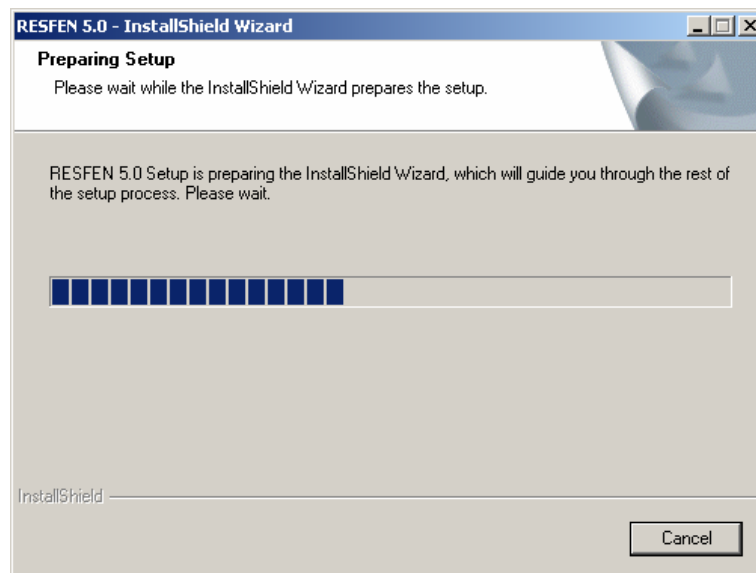 RESFEN 5.0 - InstallShield Wizard
Preparing Setup
Please wait while the InstallShield Wizard prepares the setup.
RESFEN 5.0 Setup is preparing the InstallShield Wizard, which will guide you through the rest of
the setup process. Please wait.
InstallShield
Cancel